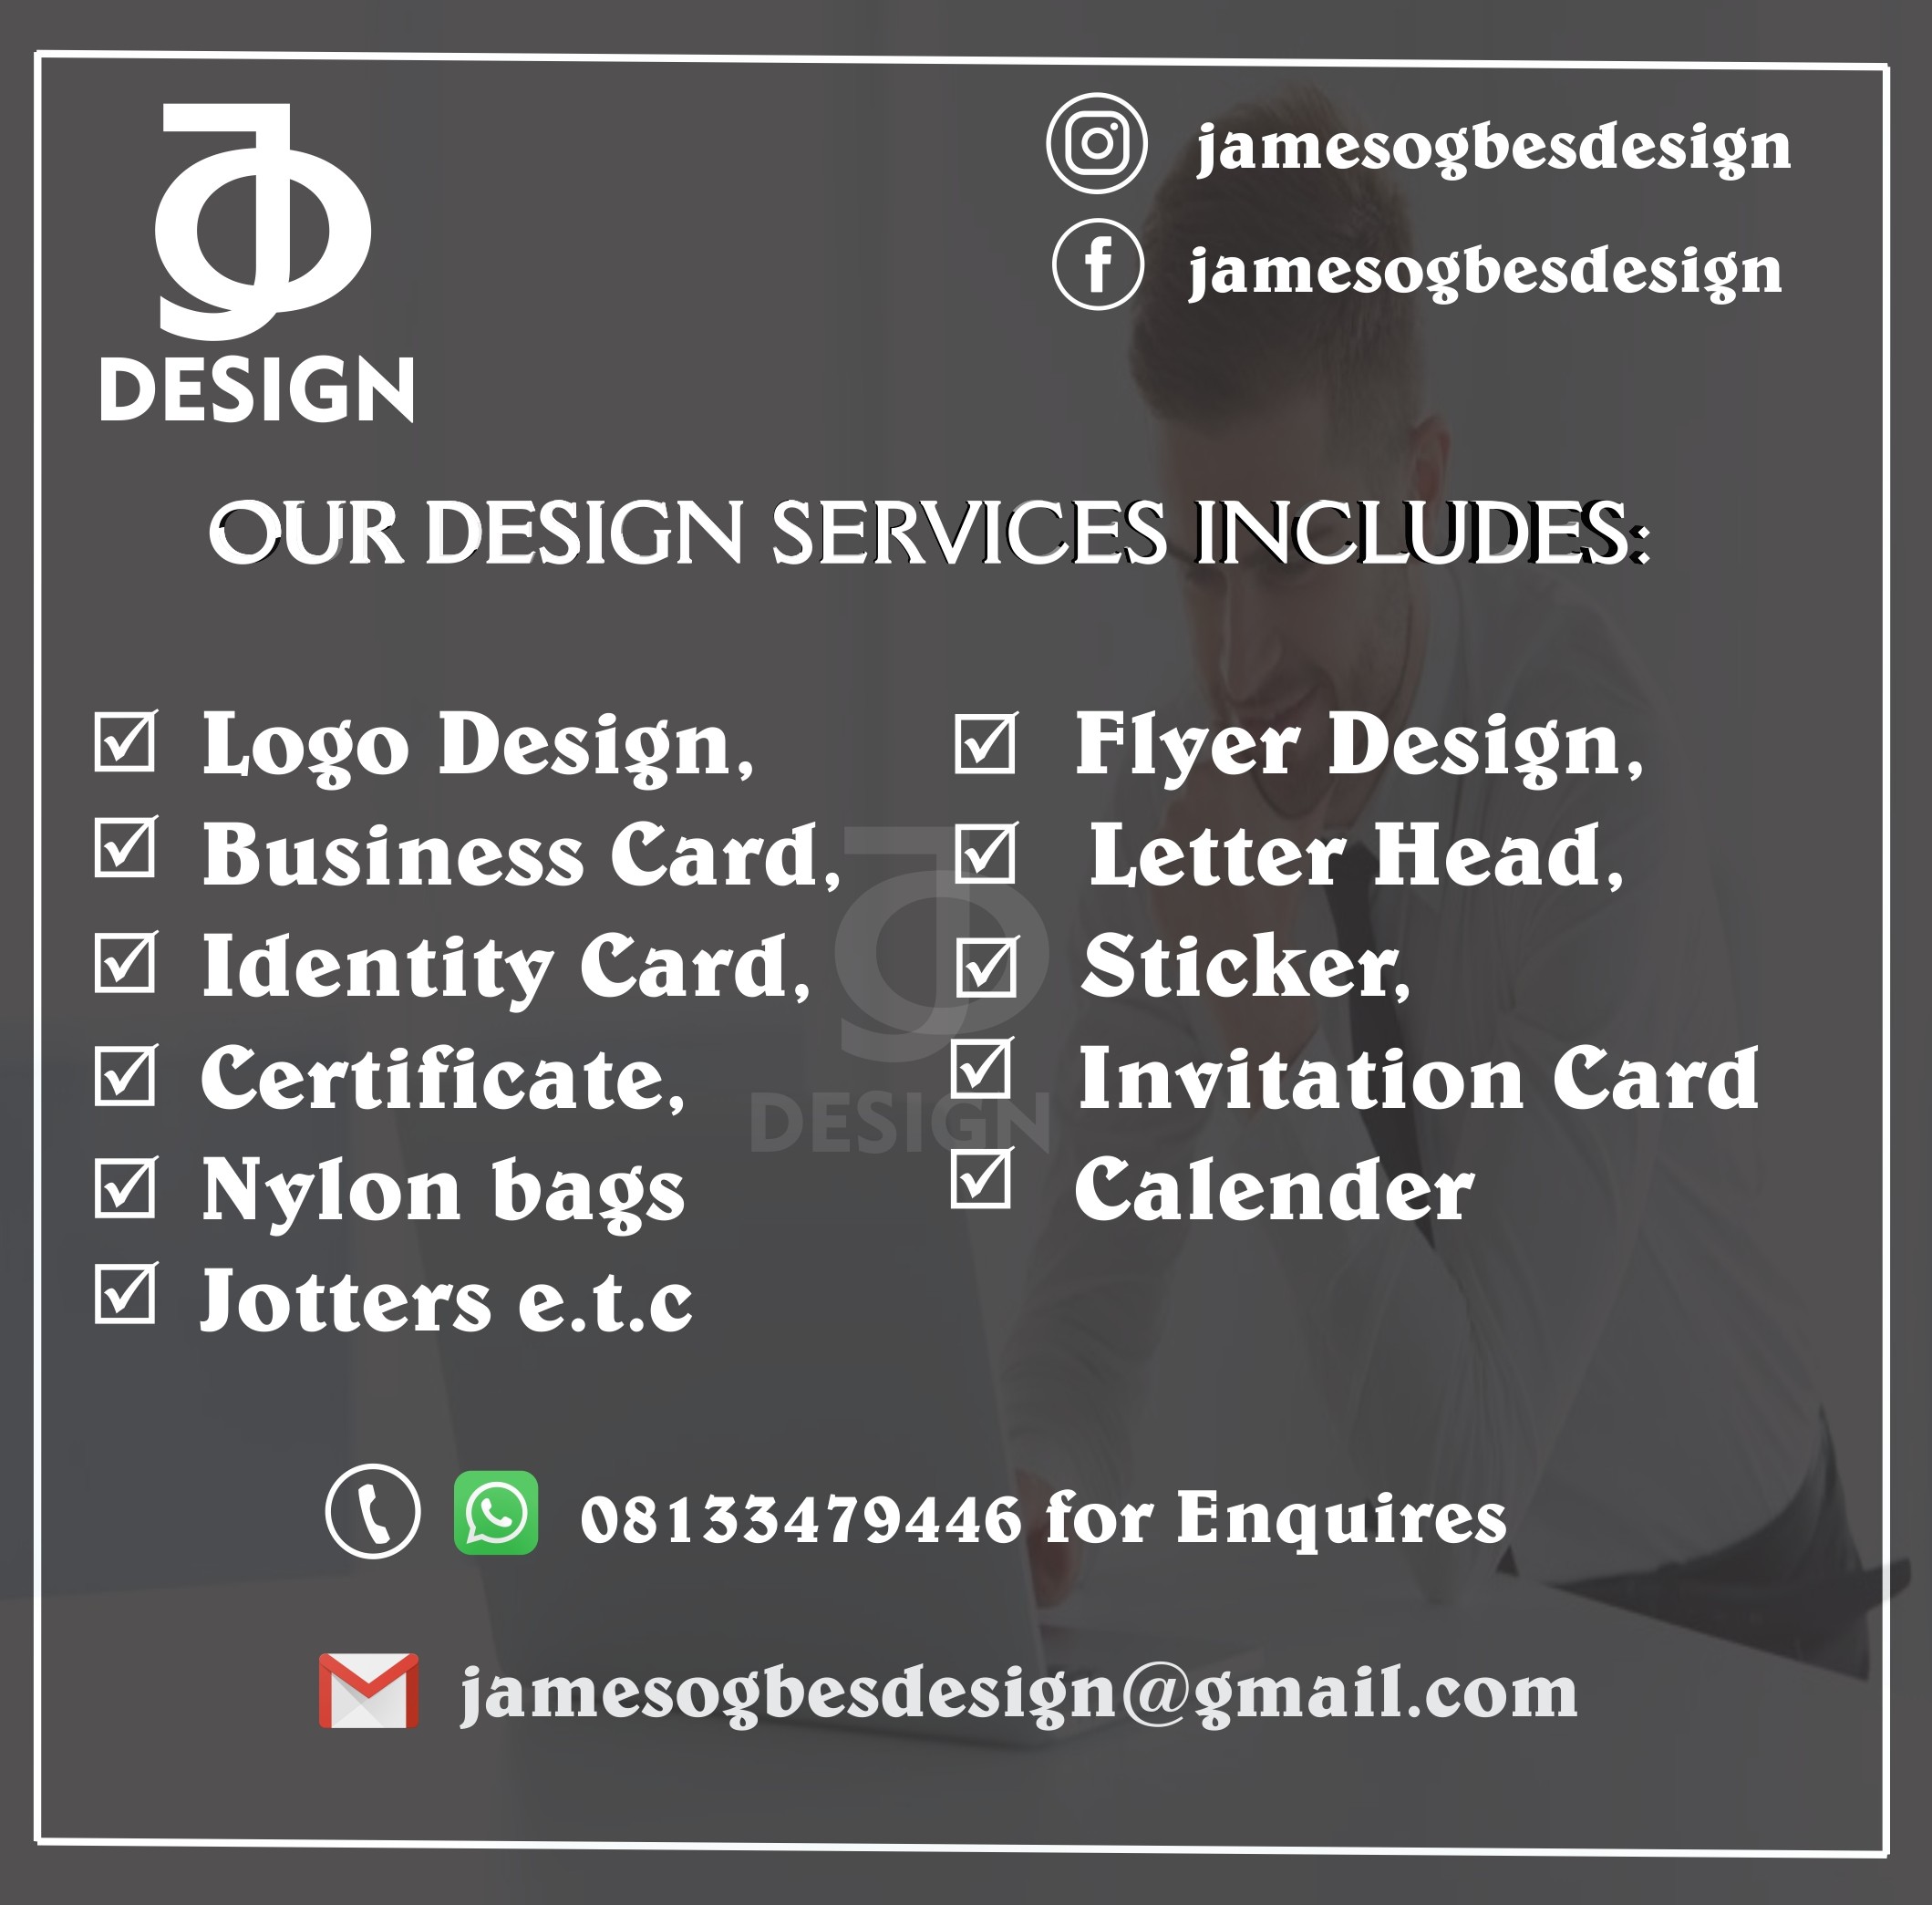 DESIGN
jamesogbesdesign
jamesogbesdesign
OUR DESIGN SERVICES INCLUDES:
Logo Design,
Business Card,
Identity Card,
Certificate,
Nylon bags
Jotters e.t.c
Flyer Design,
Letter Head,
Sticker,
Invitation Card
Calender
DESIGN
08133479446 for Enquires
jamesogbesdesign@gmail.com